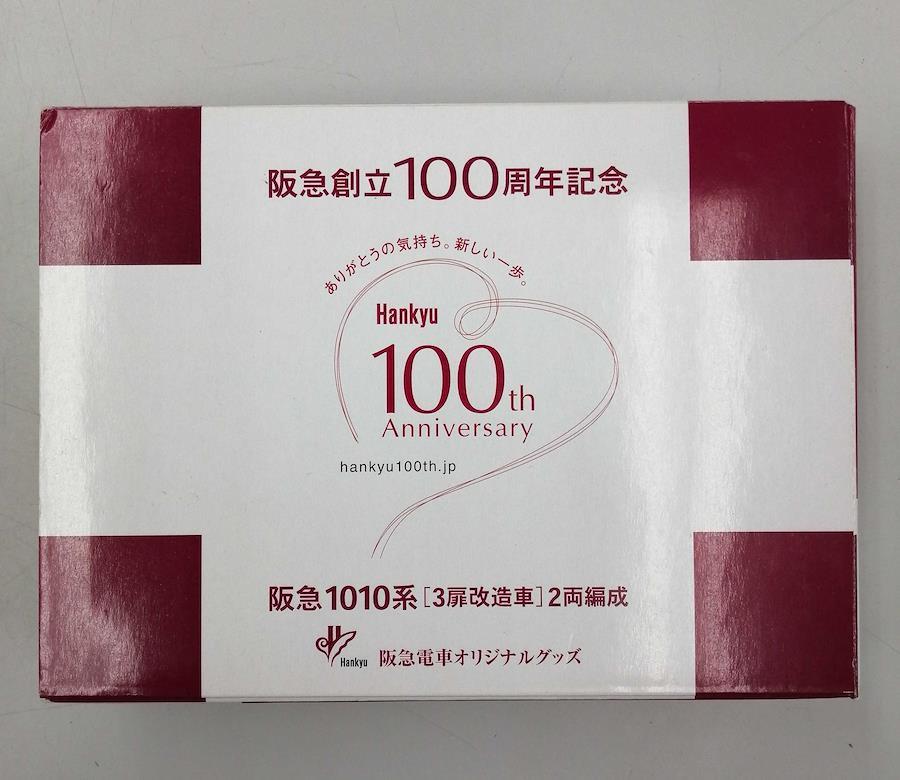 阪急創立100周年記念
ありがとうの気持ち。新しい一歩。
Hankyu
100th
Anniversary
hankyu100th.jp
阪急1010系[3扉改造車]2両編成
Hankyu 阪急電車オリジナルグッズ